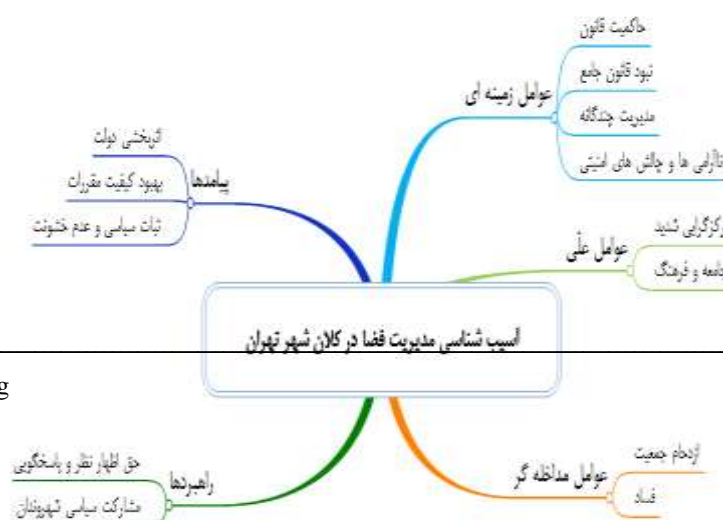 حاکمیت قانون
نبود قانون جامع
عوامل زمینه ای
مدیریت چندگانه
ناآرامی ها و چالش های امنیتی
اثربخشی دولت
پیامدها
بهبود کیفیت مقررات
ثبات سیاسی و عدم خشونت
رکزگرایی شدید
عوامل علّی
امعه و فرهنگ
آسیب شناسی مدیریت فضا در کلان شهر تهران
g
ازدحام جمعیت
عوامل مداخله گر
فساد
حق اظهار نظر و پاسخگویی
راهبردها
مشارکت سیاسی شهروندان